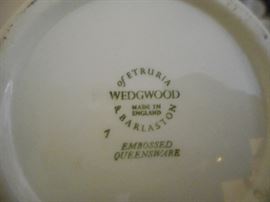 of ETRURIA
WEDGWOOD
MADE IN
ENGLAND
& BARLASTON
7
EMBOSSED
QUEENSWARE